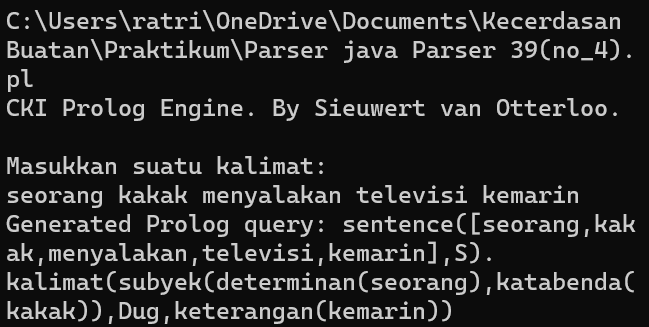 C:\Users\ratri\OneDrive\Documents\Kecerdasan
Buatan\Praktikum\Parser java Parser 39(no_4).
pl
CKI Prolog Engine. By Sieuwert van Otterloo.
Masukkan suatu kalimat:
seorang kakak menyalakan televisi kemarin
Generated Prolog query: sentence([seorang,kak
ak,menyalakan,televisi,kemarin],S).
kalimat(subyek(determinan(seorang),katabenda(
kakak)),Dug,keterangan(kemarin))